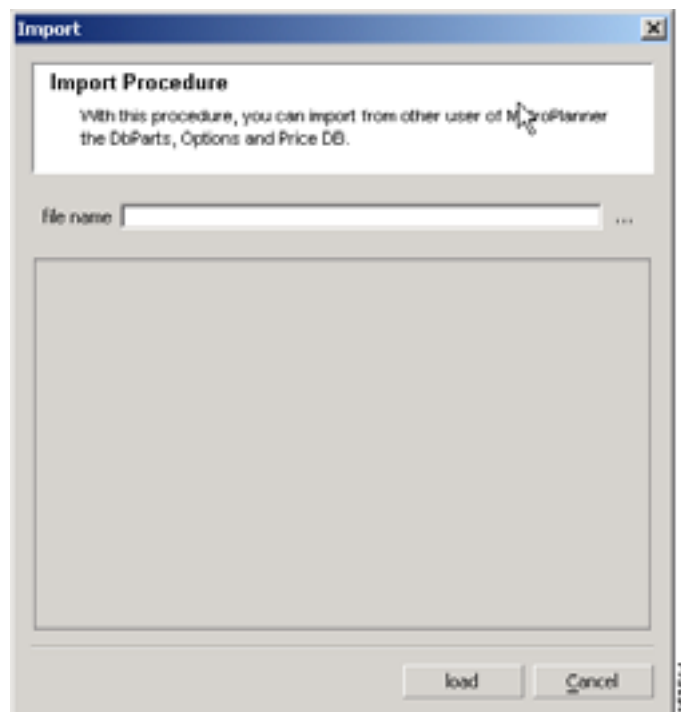 Import
Import Procedure
With this procedure, you can import from other user of
the DbParts, Options and Price DB.
file name ...
load Cancel